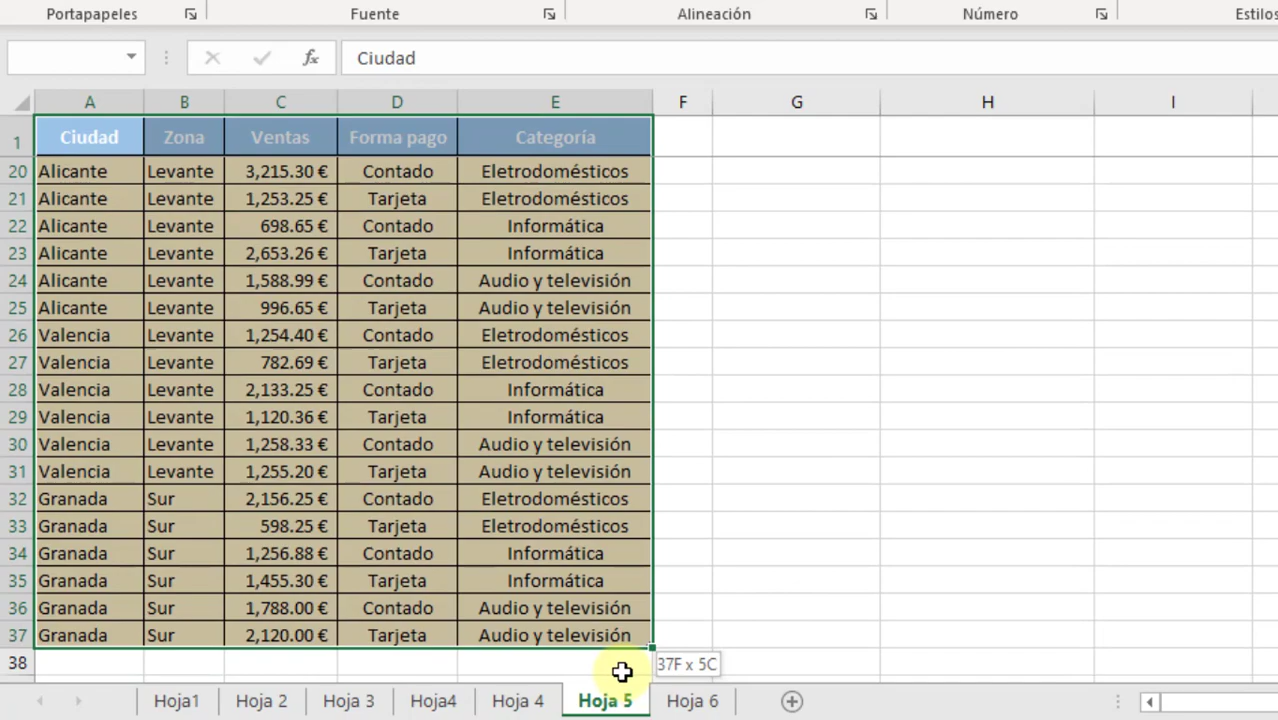 Portapapeles Fuente Alineación Número Estilos
fx Ciudad
A B C D E F G H I
1 Ciudad Zona Ventas Forma pago Categoría
20 Alicante Levante 3,215.30 € Contado Eletrodomésticos
21 Alicante Levante 1,253.25 € Tarjeta Eletrodomésticos
22 Alicante Levante 698.65 € Contado Informática
23 Alicante Levante 2,653.26 € Tarjeta Informática
24 Alicante Levante 1,588.99 € Contado Audio y televisión
25 Alicante Levante 996.65 € Tarjeta Audio y televisión
26 Valencia Levante 1,254.40 € Contado Eletrodomésticos
27 Valencia Levante 782.69 € Tarjeta Eletrodomésticos
28 Valencia Levante 2,133.25 € Contado Informática
29 Valencia Levante 1,120.36 € Tarjeta Informática
30 Valencia Levante 1,258.33 € Contado Audio y televisión
31 Valencia Levante 1,255.20 € Tarjeta Audio y televisión
32 Granada Sur 2,156.25 € Contado Eletrodomésticos
33 Granada Sur 598.25 € Tarjeta Eletrodomésticos
34 Granada Sur 1,256.88 € Contado Informática
35 Granada Sur 1,455.30 € Tarjeta Informática
36 Granada Sur 1,788.00 € Contado Audio y televisión
37 Granada Sur 2,120.00 € Tarjeta Audio y televisión
38 37F x 5C
Hoja1 Hoja 2 Hoja 3 Hoja4 Hoja 4 Hoja 5 Hoja 6